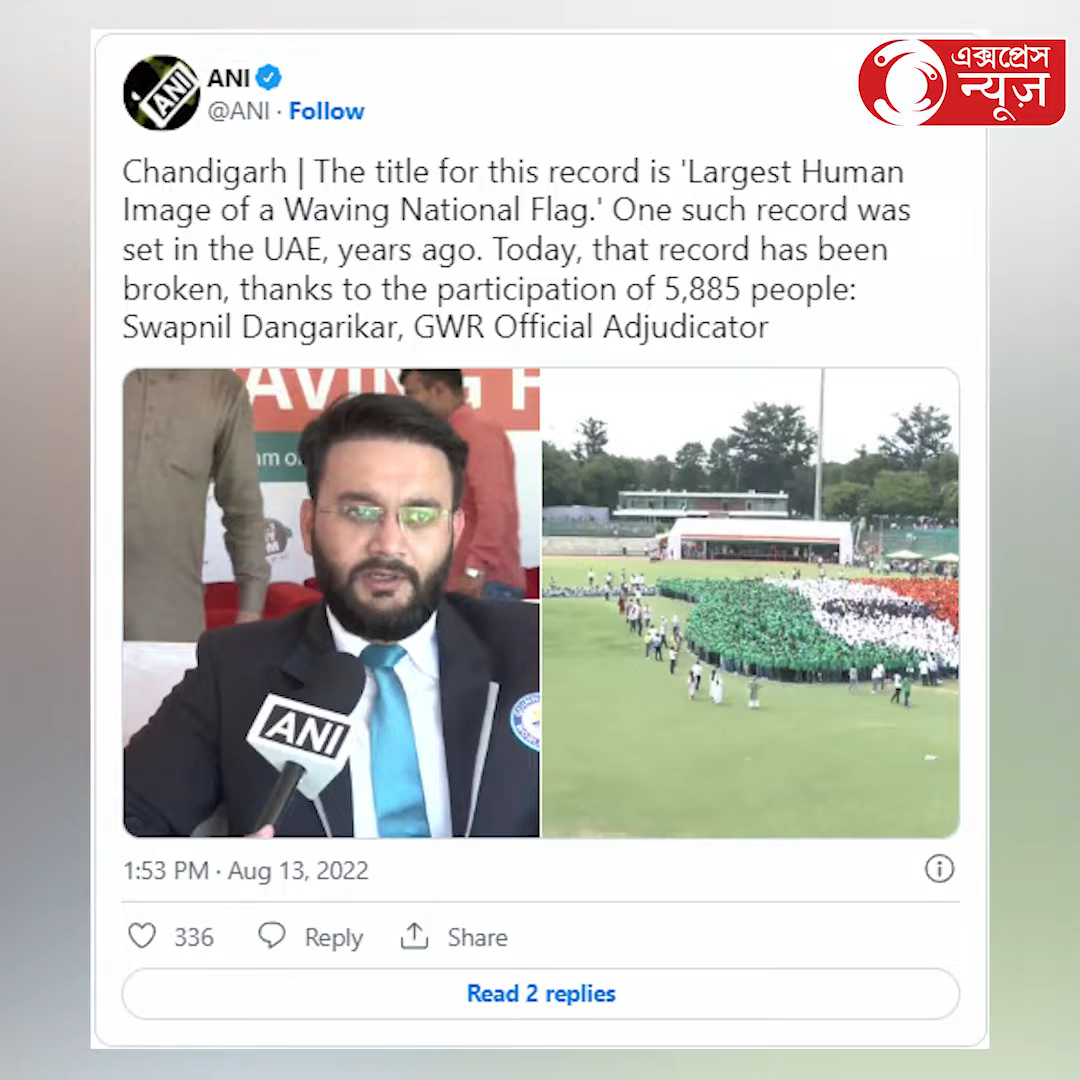 এক্সপ্রেস
न्यूज़
ANI
@ANI · Follow
Chandigarh | The title for this record is 'Largest Human
Image of a Waving National Flag.' One such record was
set in the UAE, years ago. Today, that record has been
broken, thanks to the participation of 5,885 people:
Swapnil Dangarikar, GWR Official Adjudicator
AVING F
ANI
1:53 PM · Aug 13, 2022
336 Reply Share
Read 2 replies